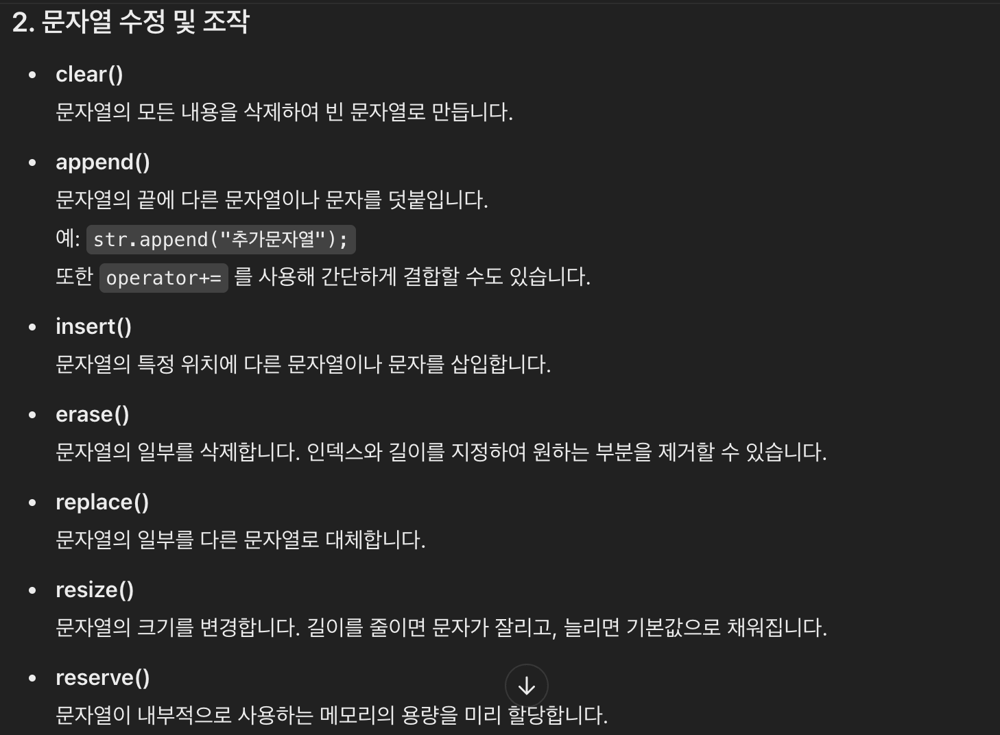 2. 문자열 수정 및 조작
• clear()
문자열의 모든 내용을 삭제하여 빈 문자열로 만듭니다.
• append()
문자열의 끝에 다른 문자열이나 문자를 덧붙입니다.
예: str.append("추가문자열");
또한 operator+= 를 사용해 간단하게 결합할 수도 있습니다.
• insert()
문자열의 특정 위치에 다른 문자열이나 문자를 삽입합니다.
• erase()
문자열의 일부를 삭제합니다. 인덱스와 길이를 지정하여 원하는 부분을 제거할 수 있습니다.
• replace()
문자열의 일부를 다른 문자열로 대체합니다.
• resize()
문자열의 크기를 변경합니다. 길이를 줄이면 문자가 잘리고, 늘리면 기본값으로 채워집니다.
• reserve()
문자열이 내부적으로 사용하는 메모리의 용량을 미리 할당합니다.